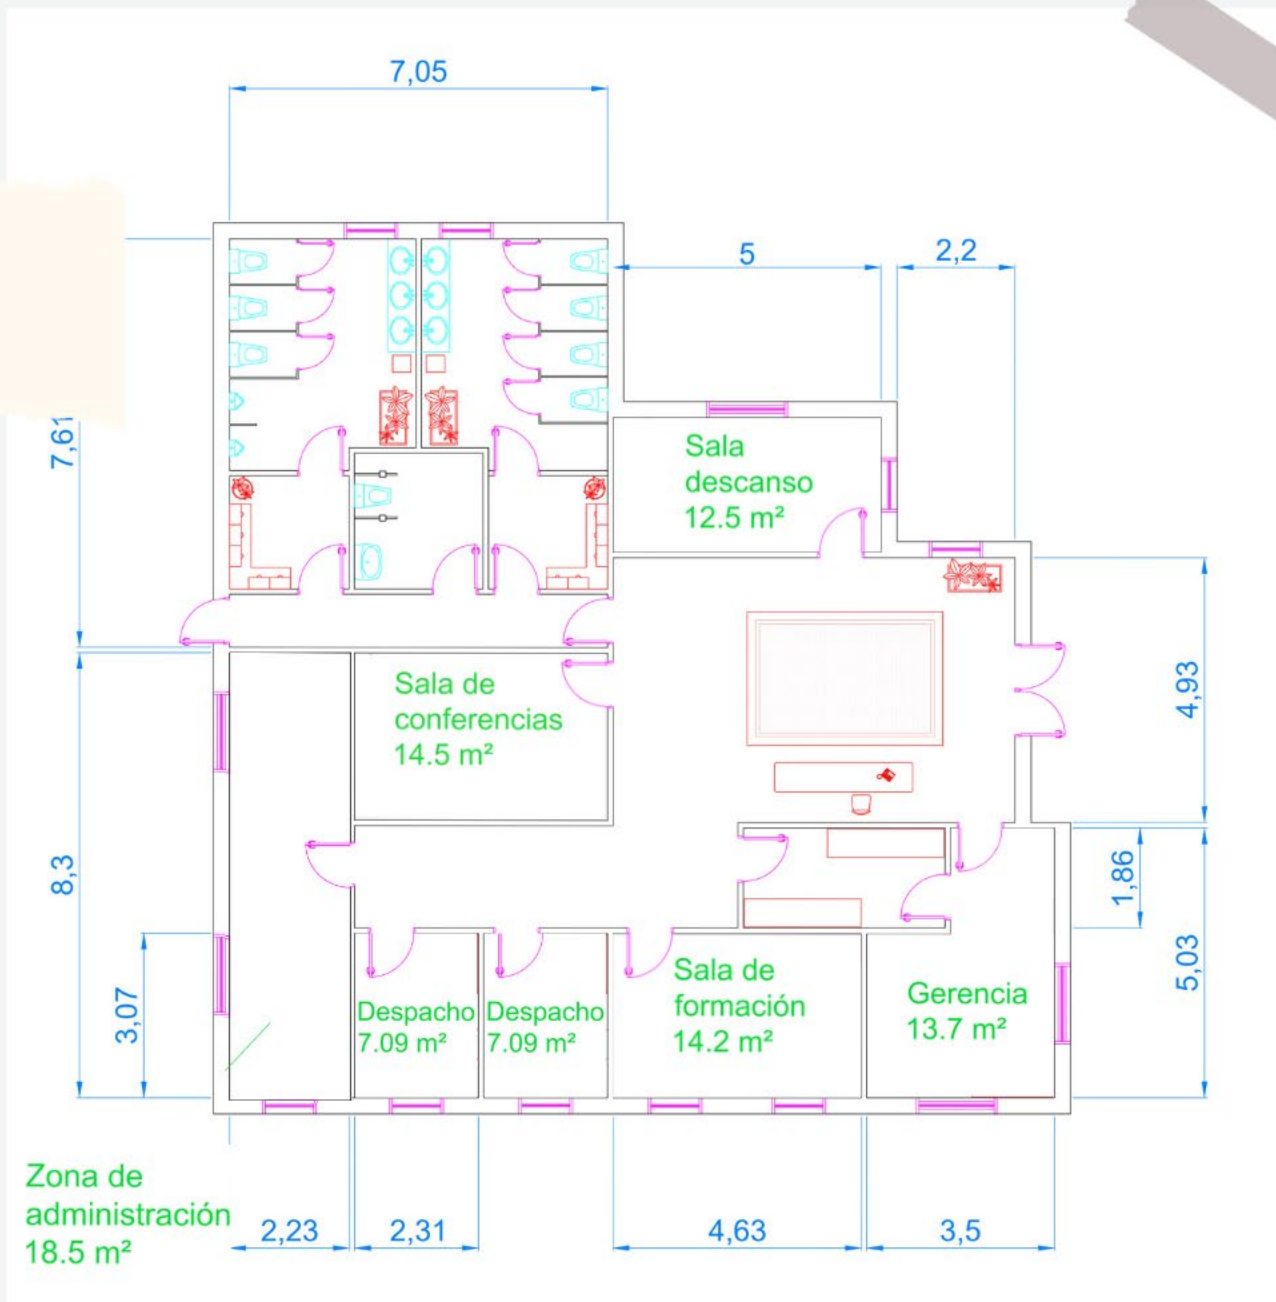 7,05
5
2,2
7,61
Sala
descanso
12.5 m²
Sala de
conferencias
14.5 m²
4,93
8,3
1,86
3,07
5,03
Despacho
7.09 m²
Despacho
7.09 m²
Sala de
formación
14.2 m²
Gerencia
13.7 m²
Zona de
administración
18.5 m²
2,23
2,31
4,63
3,5